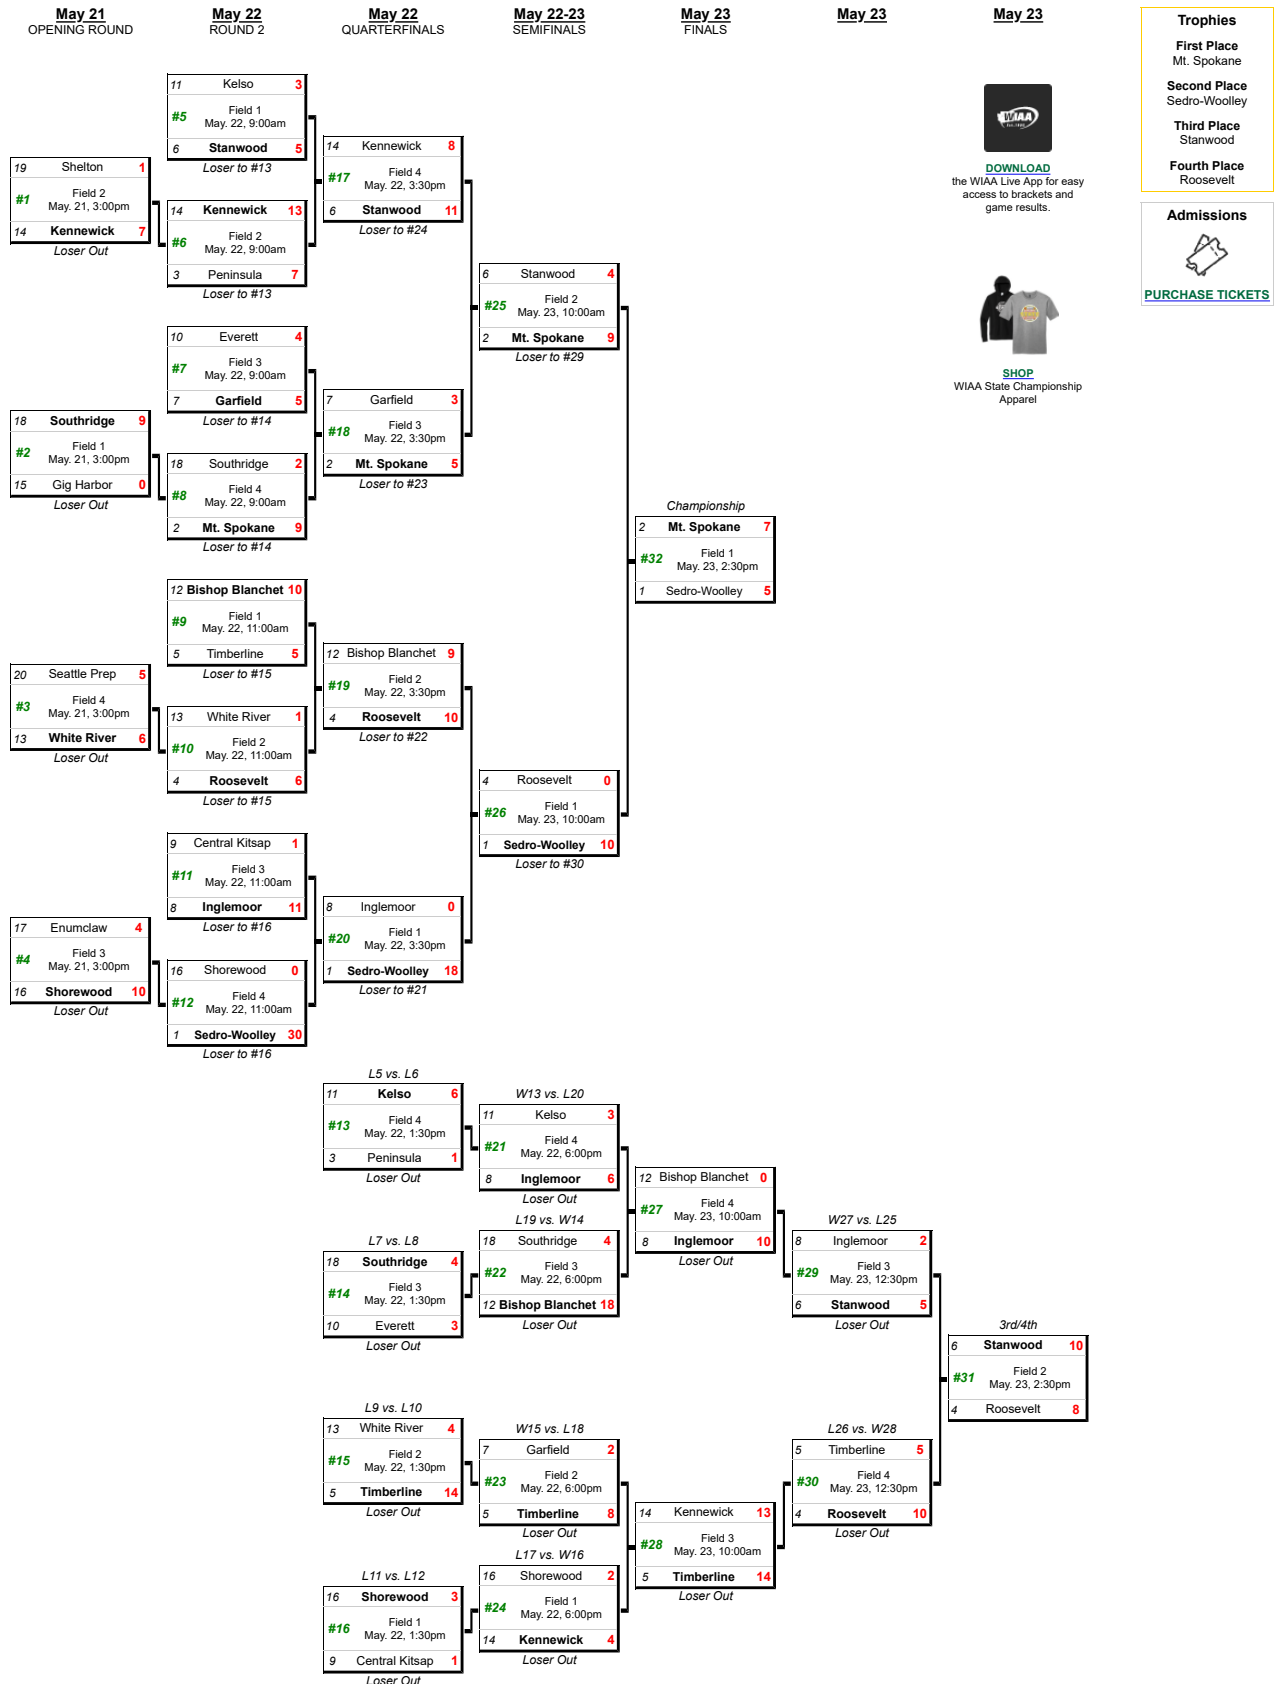 May 21
OPENING ROUND
May 22
ROUND 2
May 22
QUARTERFINALS
May 22-23
SEMIFINALS
May 23
FINALS
May 23
May 23
Trophies
First Place
Mt. Spokane
Second Place
Sedro-Woolley
Third Place
Stanwood
Fourth Place
Roosevelt
Admissions
PURCHASE TICKETS
WIAA
DOWNLOAD
the WIAA Live App for easy
access to brackets and
game results.
SHOP
WIAA State Championship
Apparel
19 Shelton 1
#1 Field 2
May. 21, 3:00pm
14 Kennewick 7
Loser Out
18 Southridge 9
#2 Field 1
May. 21, 3:00pm
15 Gig Harbor 0
Loser Out
20 Seattle Prep 5
#3 Field 4
May. 21, 3:00pm
13 White River 6
Loser Out
17 Enumclaw 4
#4 Field 3
May. 21, 3:00pm
16 Shorewood 10
Loser Out
11 Kelso 3
#5 Field 1
May. 22, 9:00am
6 Stanwood 5
Loser to #13
14 Kennewick 13
#6 Field 2
May. 22, 9:00am
3 Peninsula 7
Loser to #13
10 Everett 4
#7 Field 3
May. 22, 9:00am
7 Garfield 5
Loser to #14
18 Southridge 2
#8 Field 4
May. 22, 9:00am
2 Mt. Spokane 9
Loser to #14
12 Bishop Blanchet 10
#9 Field 1
May. 22, 11:00am
5 Timberline 5
Loser to #15
13 White River 1
#10 Field 2
May. 22, 11:00am
4 Roosevelt 6
Loser to #15
9 Central Kitsap 1
#11 Field 3
May. 22, 11:00am
8 Inglemoor 11
Loser to #16
16 Shorewood 0
#12 Field 4
May. 22, 11:00am
1 Sedro-Woolley 30
Loser to #16
14 Kennewick 8
#17 Field 4
May. 22, 3:30pm
6 Stanwood 11
Loser to #24
7 Garfield 3
#18 Field 3
May. 22, 3:30pm
2 Mt. Spokane 5
Loser to #23
12 Bishop Blanchet 9
#19 Field 2
May. 22, 3:30pm
4 Roosevelt 10
Loser to #22
8 Inglemoor 0
#20 Field 1
May. 22, 3:30pm
1 Sedro-Woolley 18
Loser to #21
6 Stanwood 4
#25 Field 2
May. 23, 10:00am
2 Mt. Spokane 9
Loser to #29
4 Roosevelt 0
#26 Field 1
May. 23, 10:00am
1 Sedro-Woolley 10
Loser to #30
Championship
2 Mt. Spokane 7
#32 Field 1
May. 23, 2:30pm
1 Sedro-Woolley 5
L5 vs. L6
11 Kelso 6
#13 Field 4
May. 22, 1:30pm
3 Peninsula 1
Loser Out
L7 vs. L8
18 Southridge 4
#14 Field 3
May. 22, 1:30pm
10 Everett 3
Loser Out
L9 vs. L10
13 White River 4
#15 Field 2
May. 22, 1:30pm
5 Timberline 14
Loser Out
L11 vs. L12
16 Shorewood 3
#16 Field 1
May. 22, 1:30pm
9 Central Kitsap 1
Loser Out
W13 vs. L20
11 Kelso 3
#21 Field 4
May. 22, 6:00pm
8 Inglemoor 6
Loser Out
L19 vs. W14
18 Southridge 4
#22 Field 3
May. 22, 6:00pm
12 Bishop Blanchet 18
Loser Out
W15 vs. L18
7 Garfield 2
#23 Field 2
May. 22, 6:00pm
5 Timberline 8
Loser Out
L17 vs. W16
16 Shorewood 2
#24 Field 1
May. 22, 6:00pm
14 Kennewick 4
Loser Out
12 Bishop Blanchet 0
#27 Field 4
May. 23, 10:00am
8 Inglemoor 10
Loser Out
14 Kennewick 13
#28 Field 3
May. 23, 10:00am
5 Timberline 14
Loser Out
W27 vs. L25
8 Inglemoor 2
#29 Field 3
May. 23, 12:30pm
6 Stanwood 5
Loser Out
L26 vs. W28
5 Timberline 5
#30 Field 4
May. 23, 12:30pm
4 Roosevelt 10
Loser Out
3rd/4th
6 Stanwood 10
#31 Field 2
May. 23, 2:30pm
4 Roosevelt 8